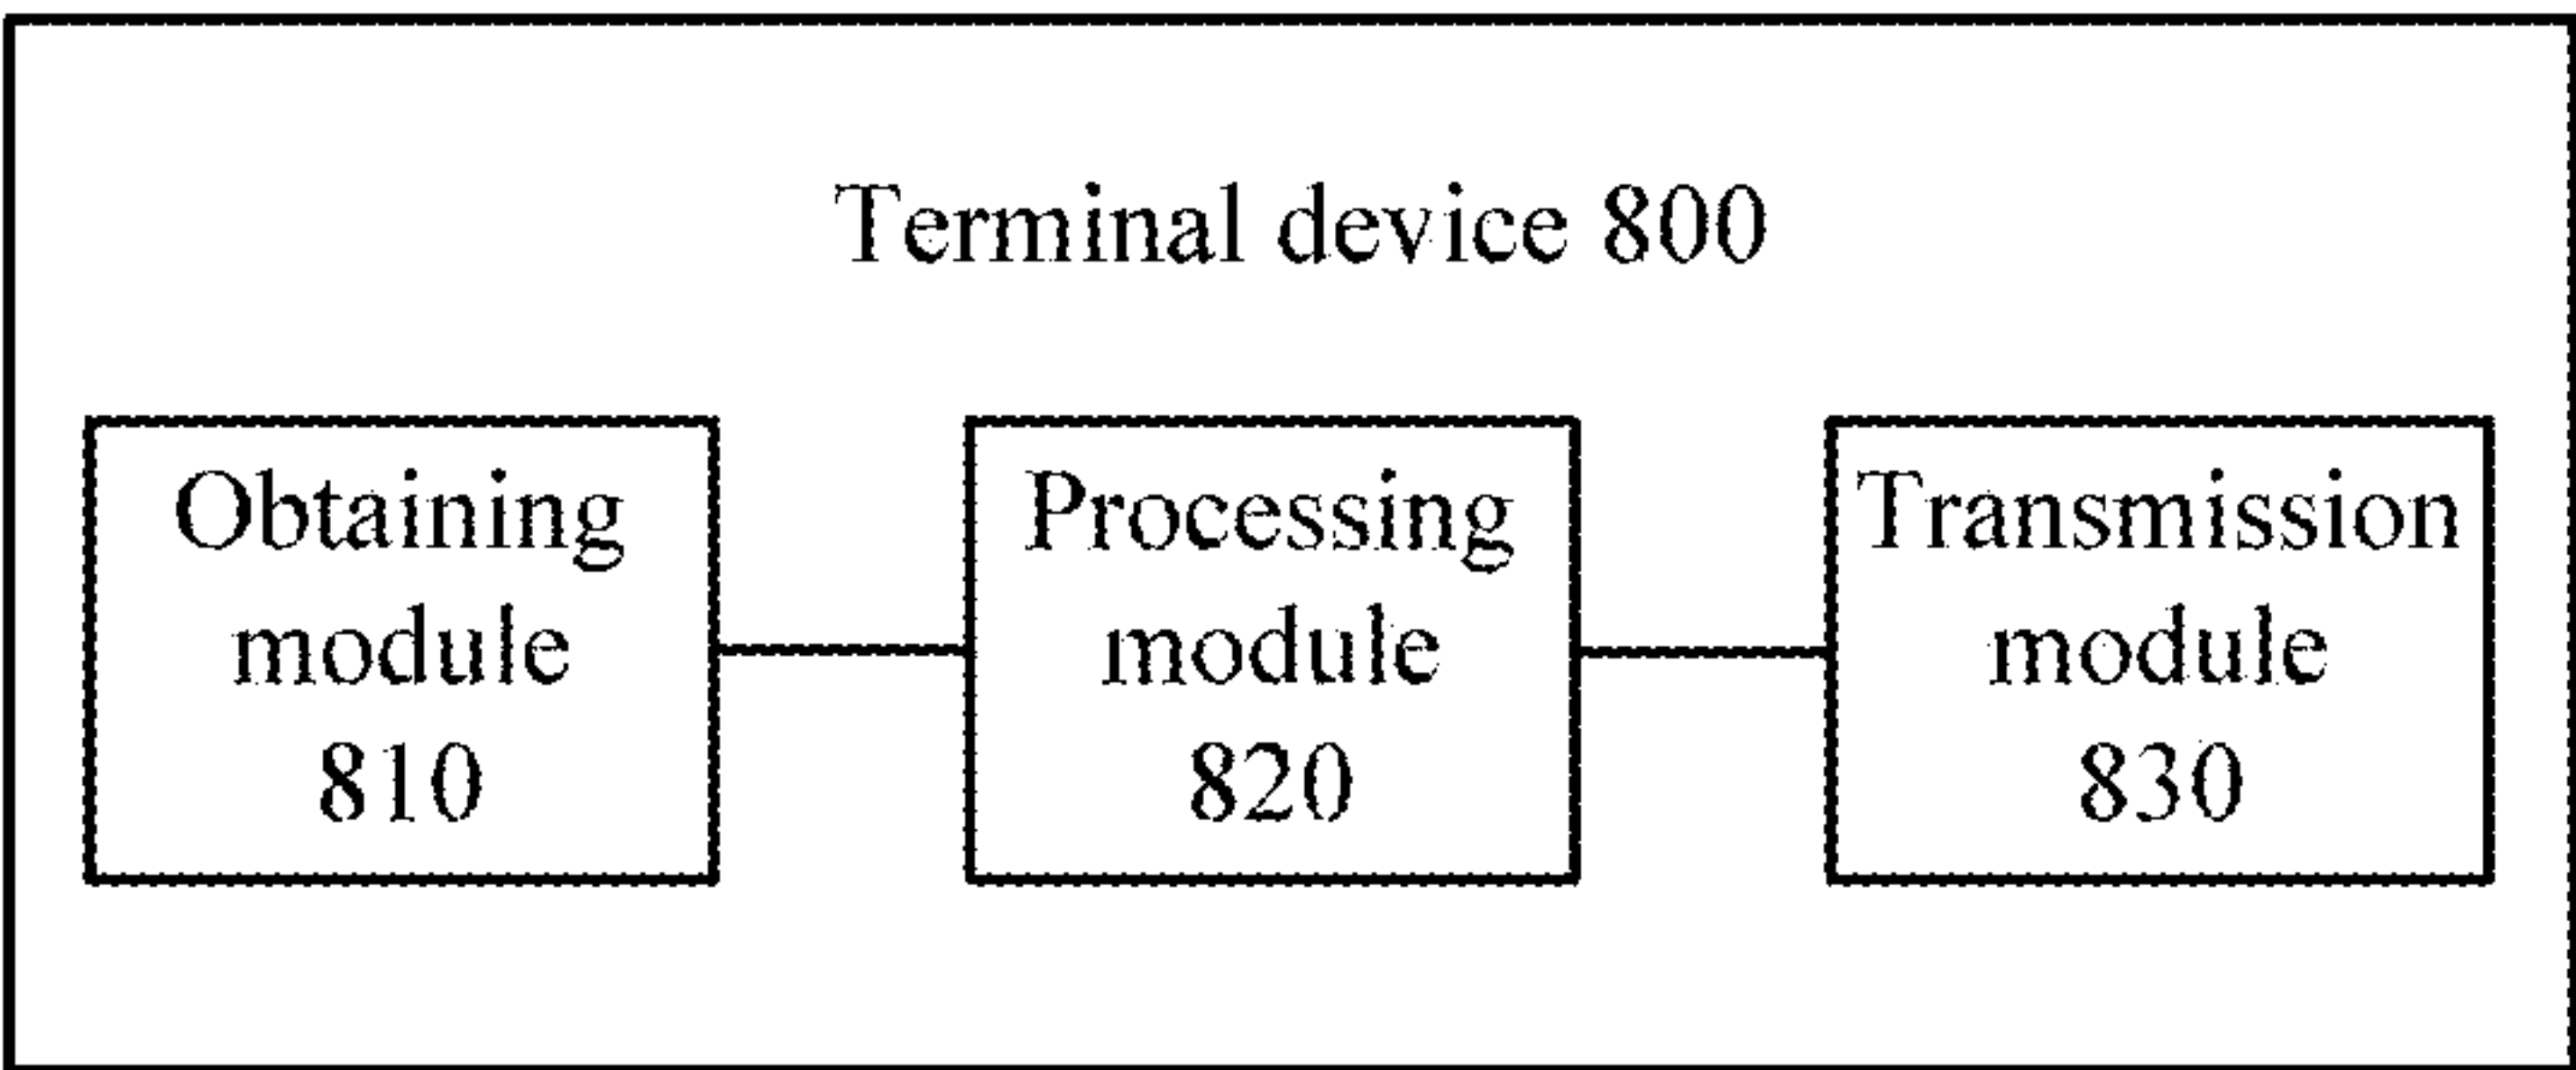 Terminal device 800
Obtaining
module
810
Processing
module
820
Transmission
module
830